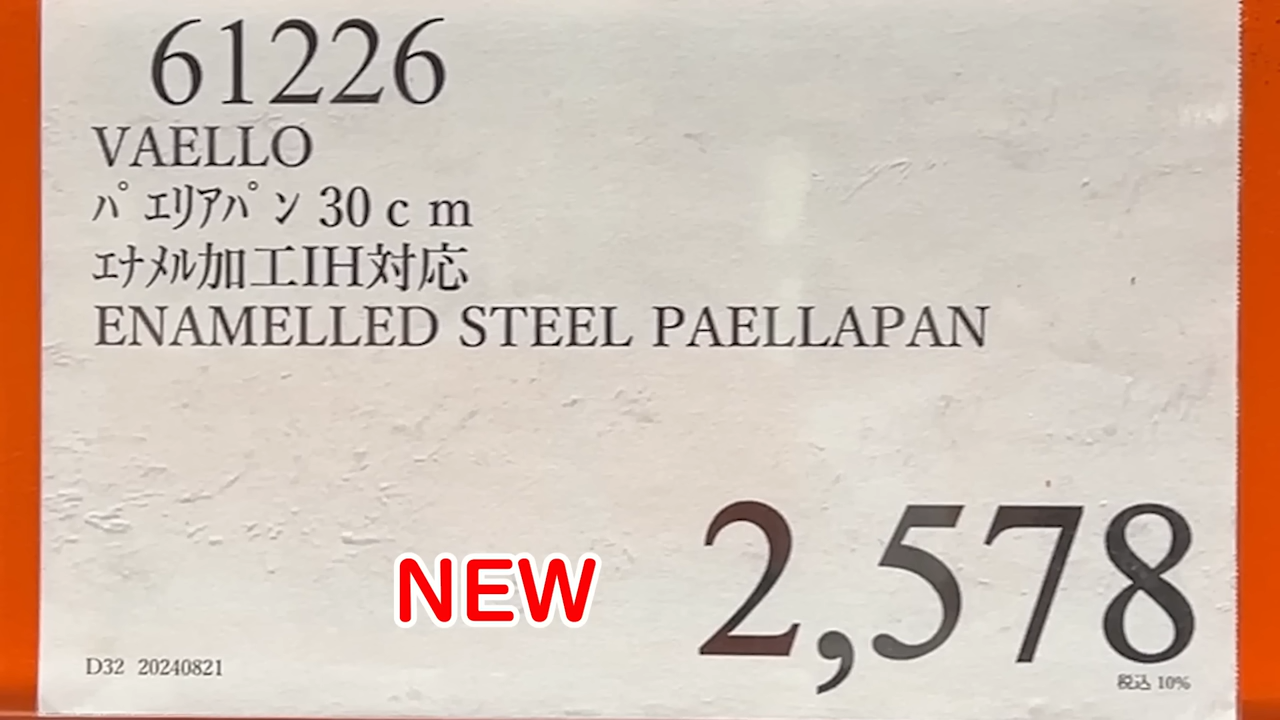 61226
VAELLO
ﾊﾟｴﾘｱﾊﾟﾝ 30ｃｍ
ｴﾅﾒﾙ加工IH対応
ENAMELLED STEEL PAELLAPAN
NEW
2,578
税込 10%
D32 20240821